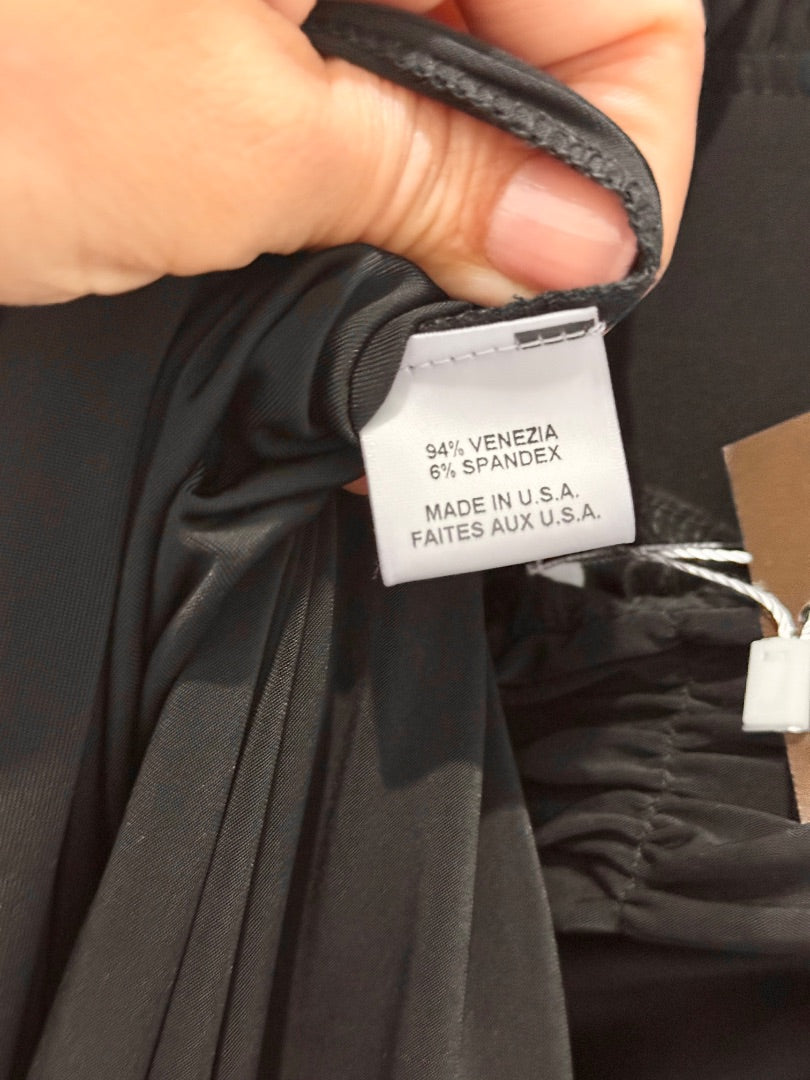 94% VENEZIA
6% SPANDEX
MADE IN U.S.A.
FAITES AUX U.S.A.